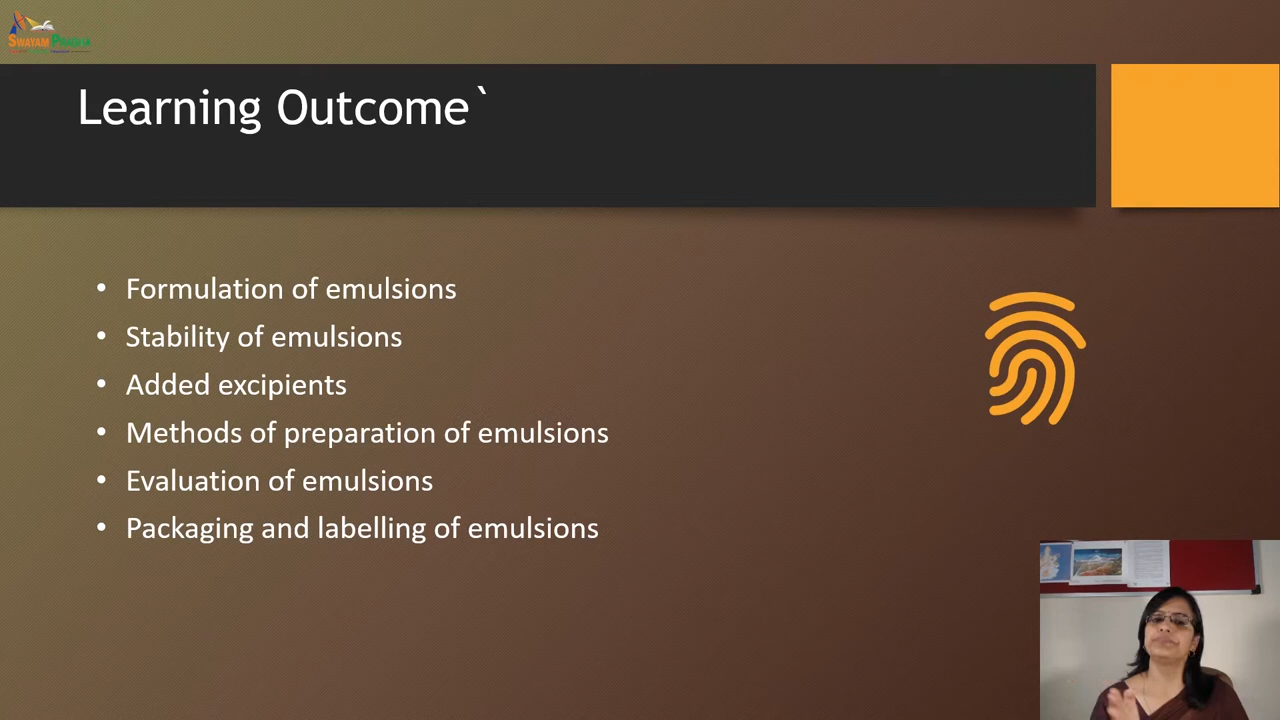 SWAYAM PRABHA
Learning Outcome`
• Formulation of emulsions
• Stability of emulsions
• Added excipients
• Methods of preparation of emulsions
• Evaluation of emulsions
• Packaging and labelling of emulsions